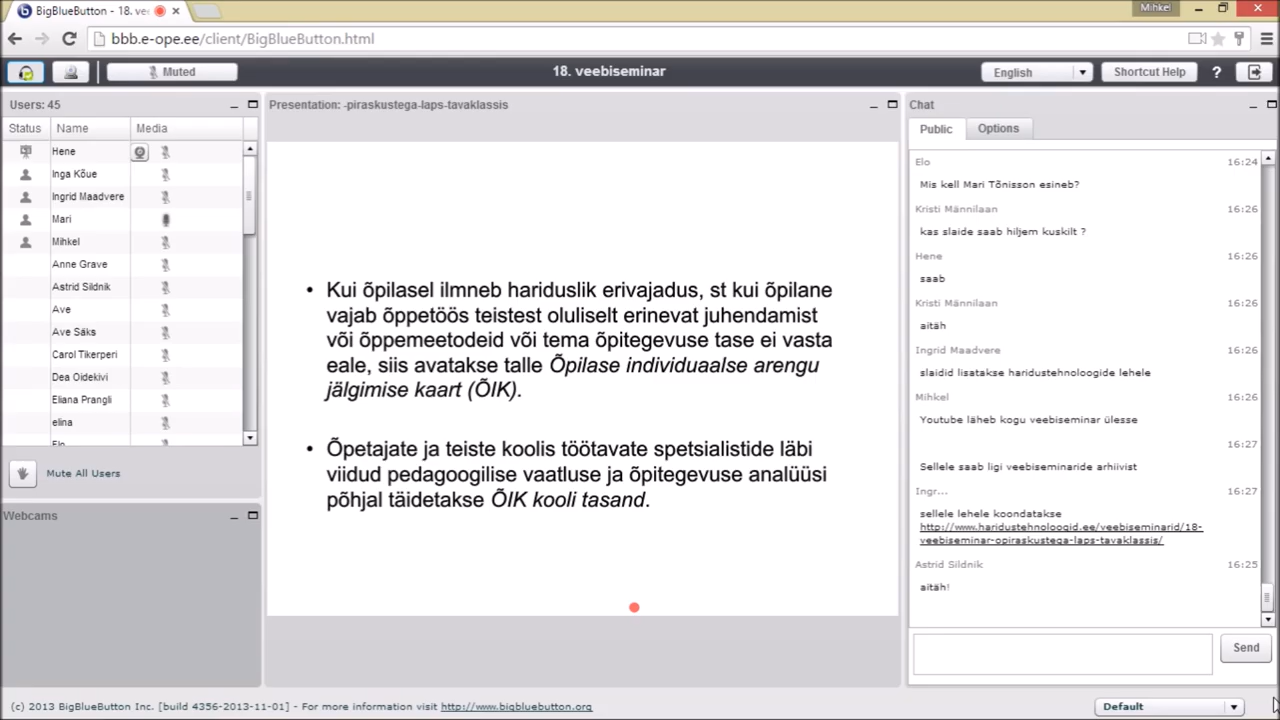 BigBlueButton - 18. ve
Mihkel
bbb.e-ope.ee/client/BigBlueButton.html
Muted
18. veebiseminar
English
Shortcut Help
?
Users: 45
Status Name Media
Hene
Inga Kõue
Ingrid Maadvere
Mari
Mihkel
Anne Grave
Astrid Sildnik
Ave
Ave Säks
Carol Tikerperi
Dea Oidekivi
Eliana Prangli
elina
Elo
Mute All Users
Webcams
Presentation: -piraskustega-laps-tavaklassis
• Kui õpilasel ilmneb hariduslik erivajadus, st kui õpilane
vajab õppetöös teistest oluliselt erinevat juhendamist
või õppemeetodeid või tema õpitegevuse tase ei vasta
eale, siis avatakse talle Õpilase individuaalse arengu
jälgimise kaart (ÕIK).
• Õpetajate ja teiste koolis töötavate spetsialistide läbi
viidud pedagoogilise vaatluse ja õpitegevuse analüüsi
põhjal täidetakse ÕIK kooli tasand.
Chat
Public Options
Elo 16:24
Mis kell Mari Tõnisson esineb?
Kristi Männilaan 16:26
kas slaide saab hiljem kuskilt ?
Hene 16:26
saab
Kristi Männilaan 16:26
aitäh
Ingrid Maadvere 16:26
slaidid lisatakse haridustehnoloogide lehele
Mihkel 16:26
Youtube läheb kogu veebiseminar ülesse
16:27
Sellele saab ligi veebiseminaride arhiivist
Ingr... 16:27
sellele lehele koondatakse
http://www.haridustehnoloogid.ee/veebiseminarid/18-
veebiseminar-opiraskustega-laps-tavaklassis/
Astrid Sildnik 16:25
aitäh!
Send
(c) 2013 BigBlueButton Inc. [build 4356-2013-11-01] - For more information visit http://www.bigbluebutton.org
Default